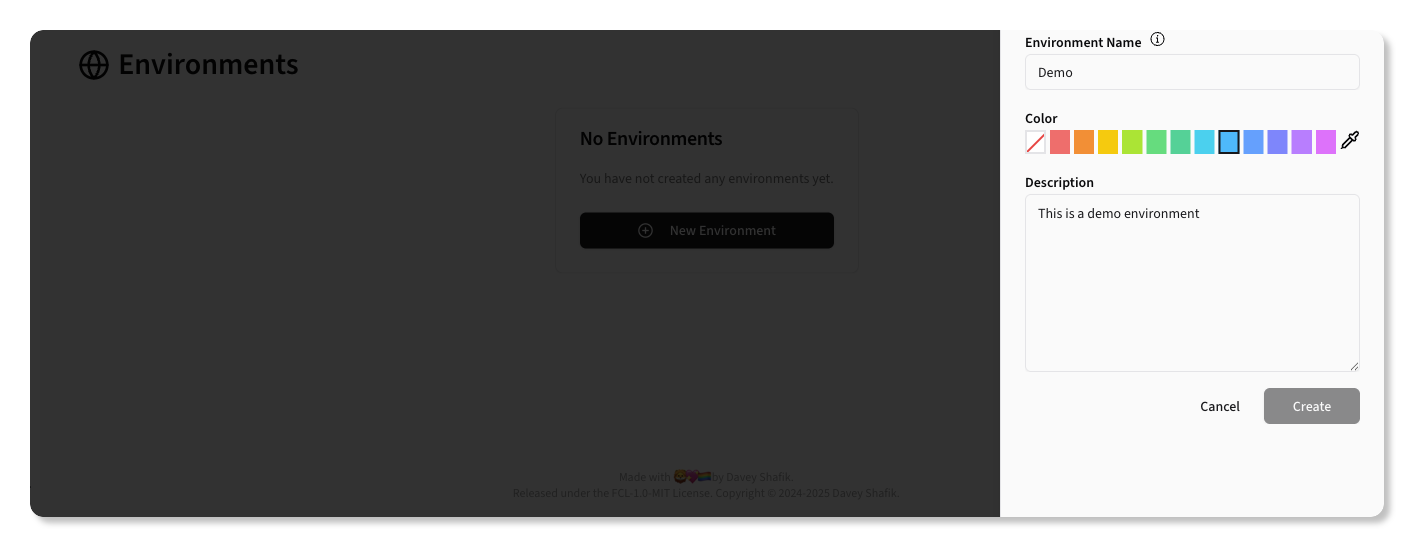 Environments
No Environments
You have not created any environments yet.
New Environment
Made with by Davey Shafik.
Released under the FCL-1.0-MIT License. Copyright © 2024-2025 Davey Shafik.
Environment Name
Demo
Color
Description
This is a demo environment
Cancel
Create